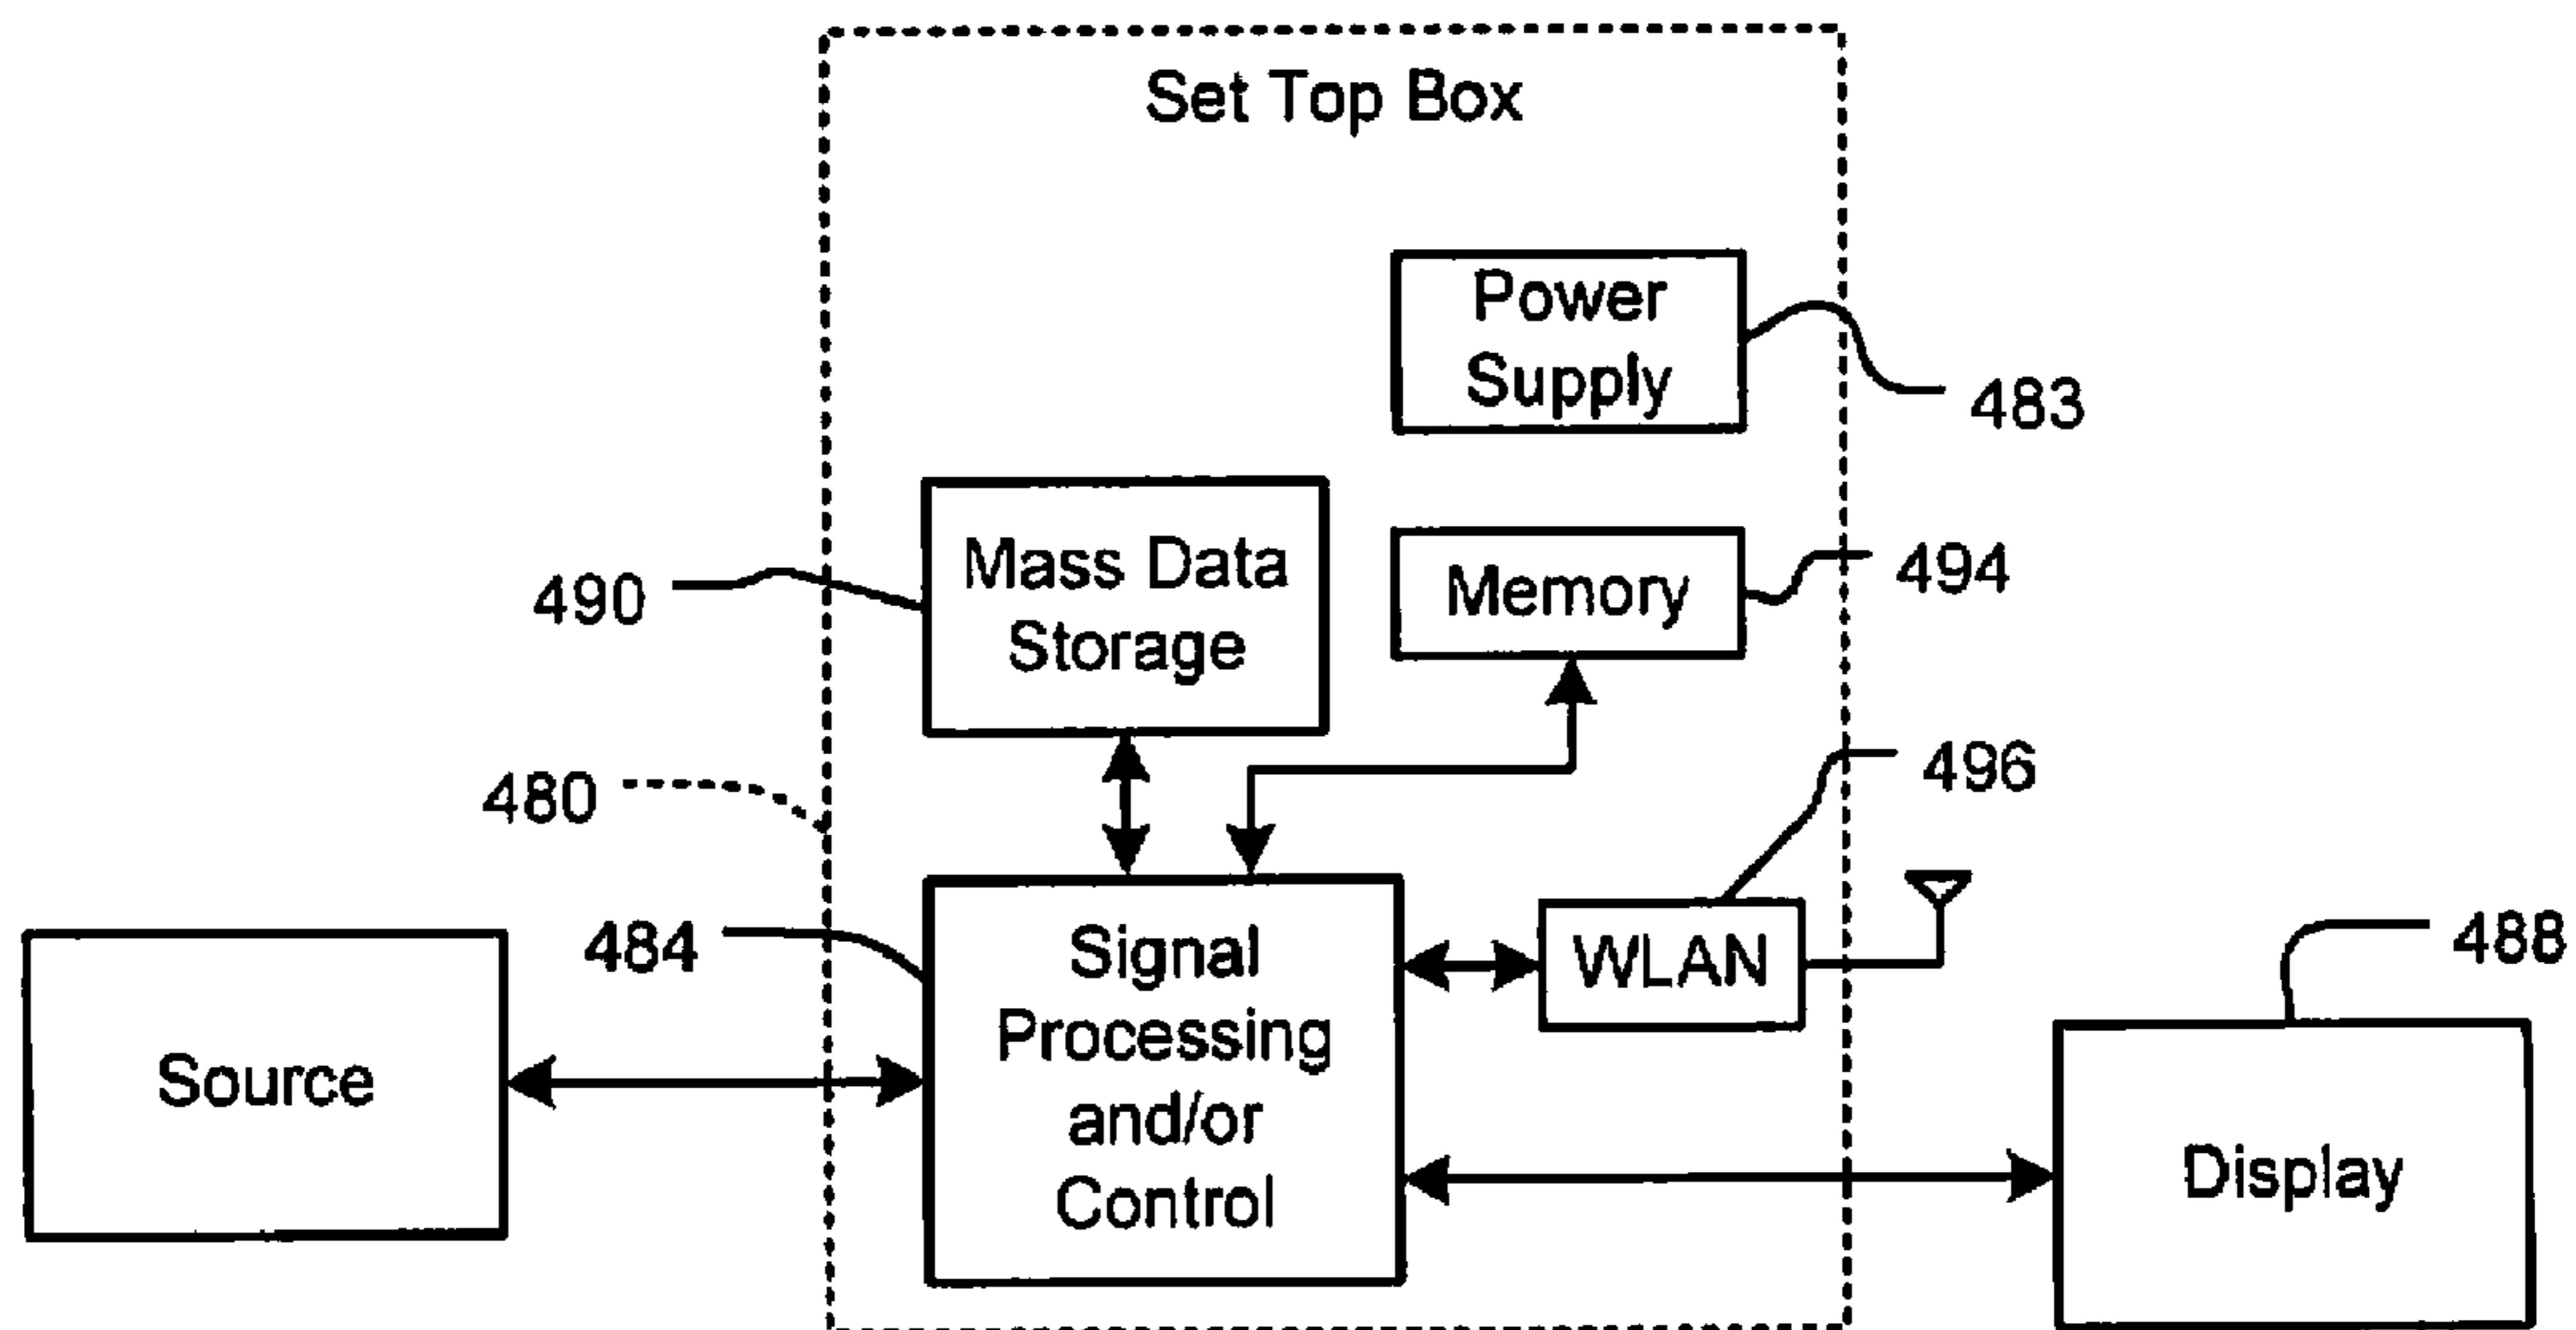 Set Top Box
Power
Supply
483
Mass Data
Storage
490
Memory
494
480
496
484
Signal
Processing
and/or
Control
WLAN
488
Source
Display